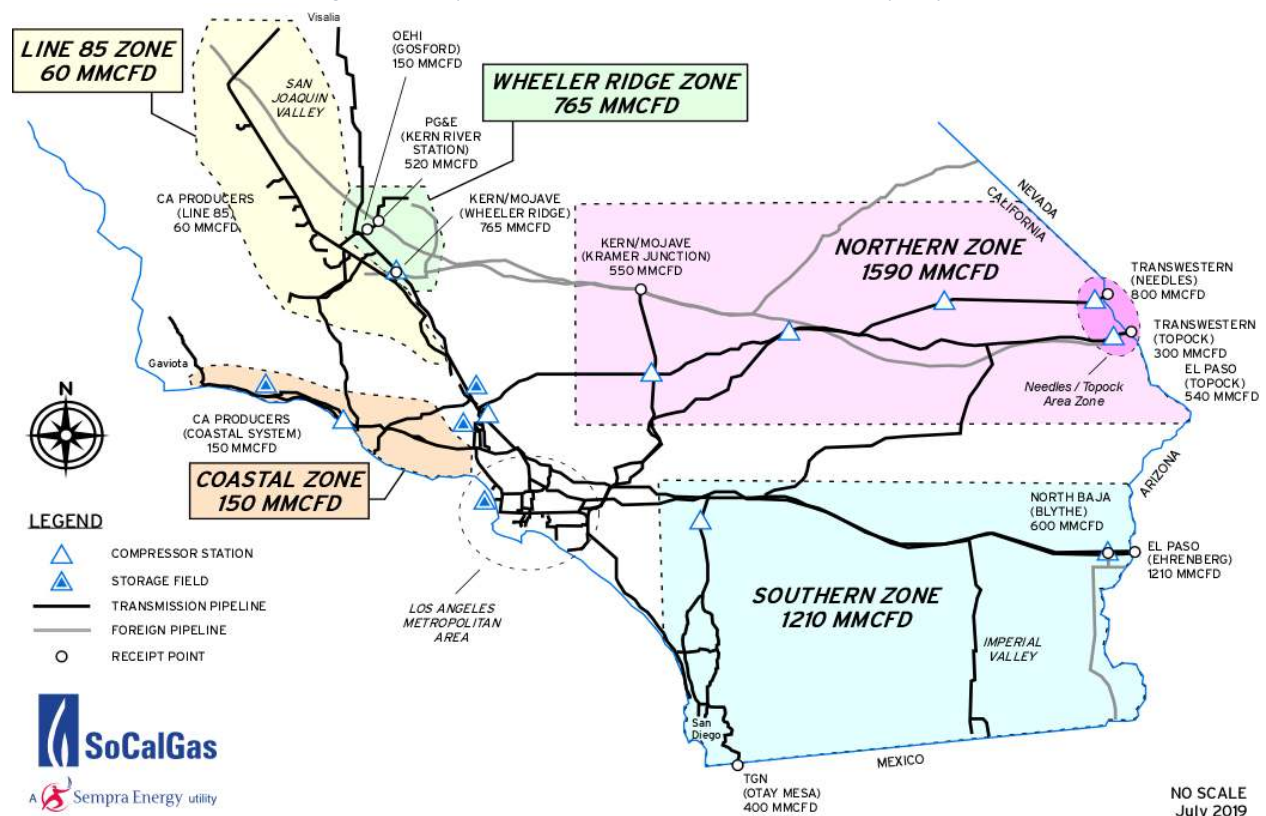 Visalia
LINE 85 ZONE
60 MMCFD
OEHI
(GOSFORD)
150 MMCFD
SAN
JOAQUIN
VALLEY
WHEELER RIDGE ZONE
765 MMCFD
PG&E
(KERN RIVER
STATION)
520 MMCFD
CA PRODUCERS
(LINE 85)
60 MMCFD
KERN/MOJAVE
(WHEELER RIDGE)
765 MMCFD
KERN/MOJAVE
(KRAMER JUNCTION)
550 MMCFD
NEVADA
CALIFORNIA
NORTHERN ZONE
1590 MMCFD
TRANSWESTERN
(NEEDLES)
800 MMCFD
TRANSWESTERN
(TOPOCK)
300 MMCFD
EL PASO
(TOPOCK)
540 MMCFD
Needles / Topock
Area Zone
Gaviota
N
CA PRODUCERS
(COASTAL SYSTEM)
150 MMCFD
COASTAL ZONE
150 MMCFD
ARIZONA
NORTH BAJA
(BLYTHE)
600 MMCFD
EL PASO
(EHRENBERG)
1210 MMCFD
LEGEND
COMPRESSOR STATION
STORAGE FIELD
TRANSMISSION PIPELINE
FOREIGN PIPELINE
RECEIPT POINT
LOS ANGELES
METROPOLITAN
AREA
SOUTHERN ZONE
1210 MMCFD
IMPERIAL
VALLEY
San
Diego
MEXICO
TGN
(OTAY MESA)
400 MMCFD
SoCalGas
A Sempra Energy utility
NO SCALE
July 2019